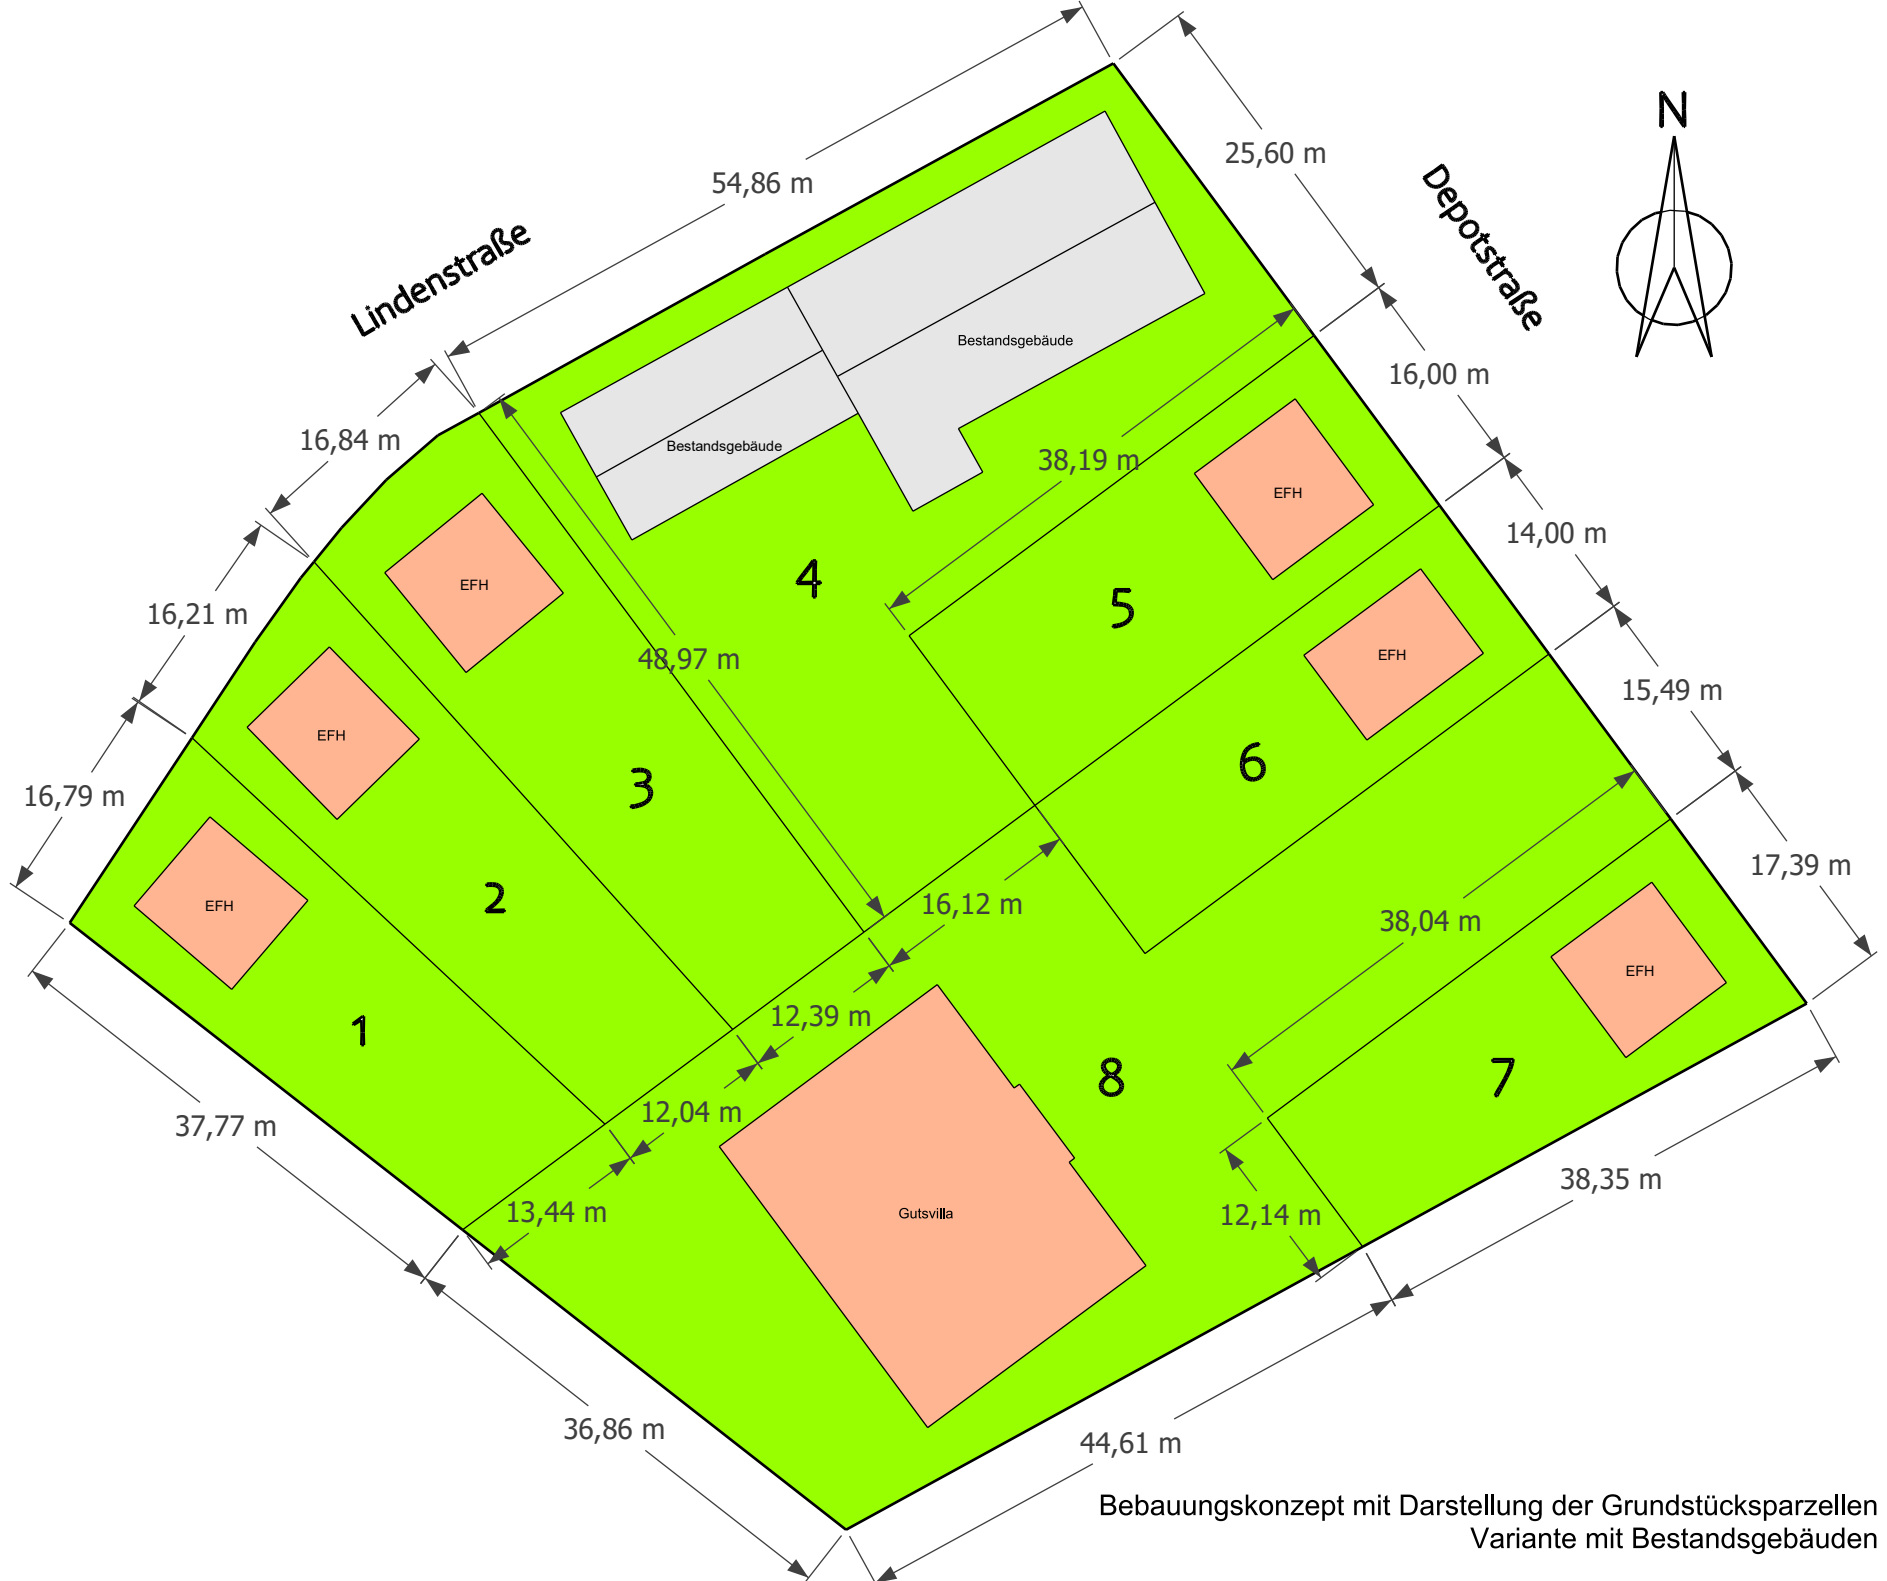 N
25,60 m
54,86 m
Depotstraße
Lindenstraße
Bestandsgebäude
16,00 m
16,84 m
Bestandsgebäude
38,19 m
EFH
14,00 m
4
EFH
16,21 m
5
48,97 m
EFH
15,49 m
EFH
6
3
16,79 m
17,39 m
2
EFH
16,12 m
38,04 m
EFH
12,39 m
1
8
7
12,04 m
37,77 m
38,35 m
13,44 m
Gutsvilla
12,14 m
36,86 m
44,61 m
Bebauungskonzept mit Darstellung der Grundstücksparzellen
Variante mit Bestandsgebäuden